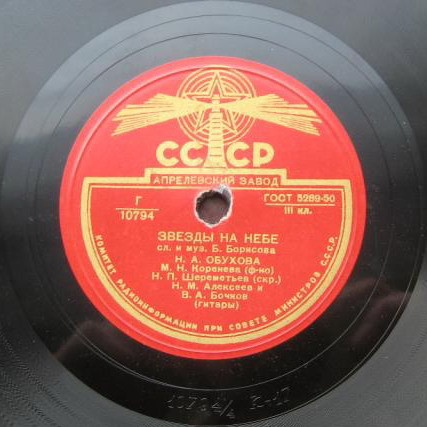 СССР
АПРЕЛЕВСКИЙ ЗАВОД
Г
10794
ГОСТ 5289-50
III кл.
ЗВЕЗДЫ НА НЕБЕ
сл. и муз. Б. Борисова
Н. А. ОБУХОВА
М. Н. Коренева (ф-но)
Н. П. Шереметьев (скр.)
Н. М. Алексеев и
В. А. Бочков
(гитары)
КОМИТЕТ РАДИОИНФОРМАЦИИ ПРИ СОВЕТЕ МИНИСТРОВ С.С.С.Р.